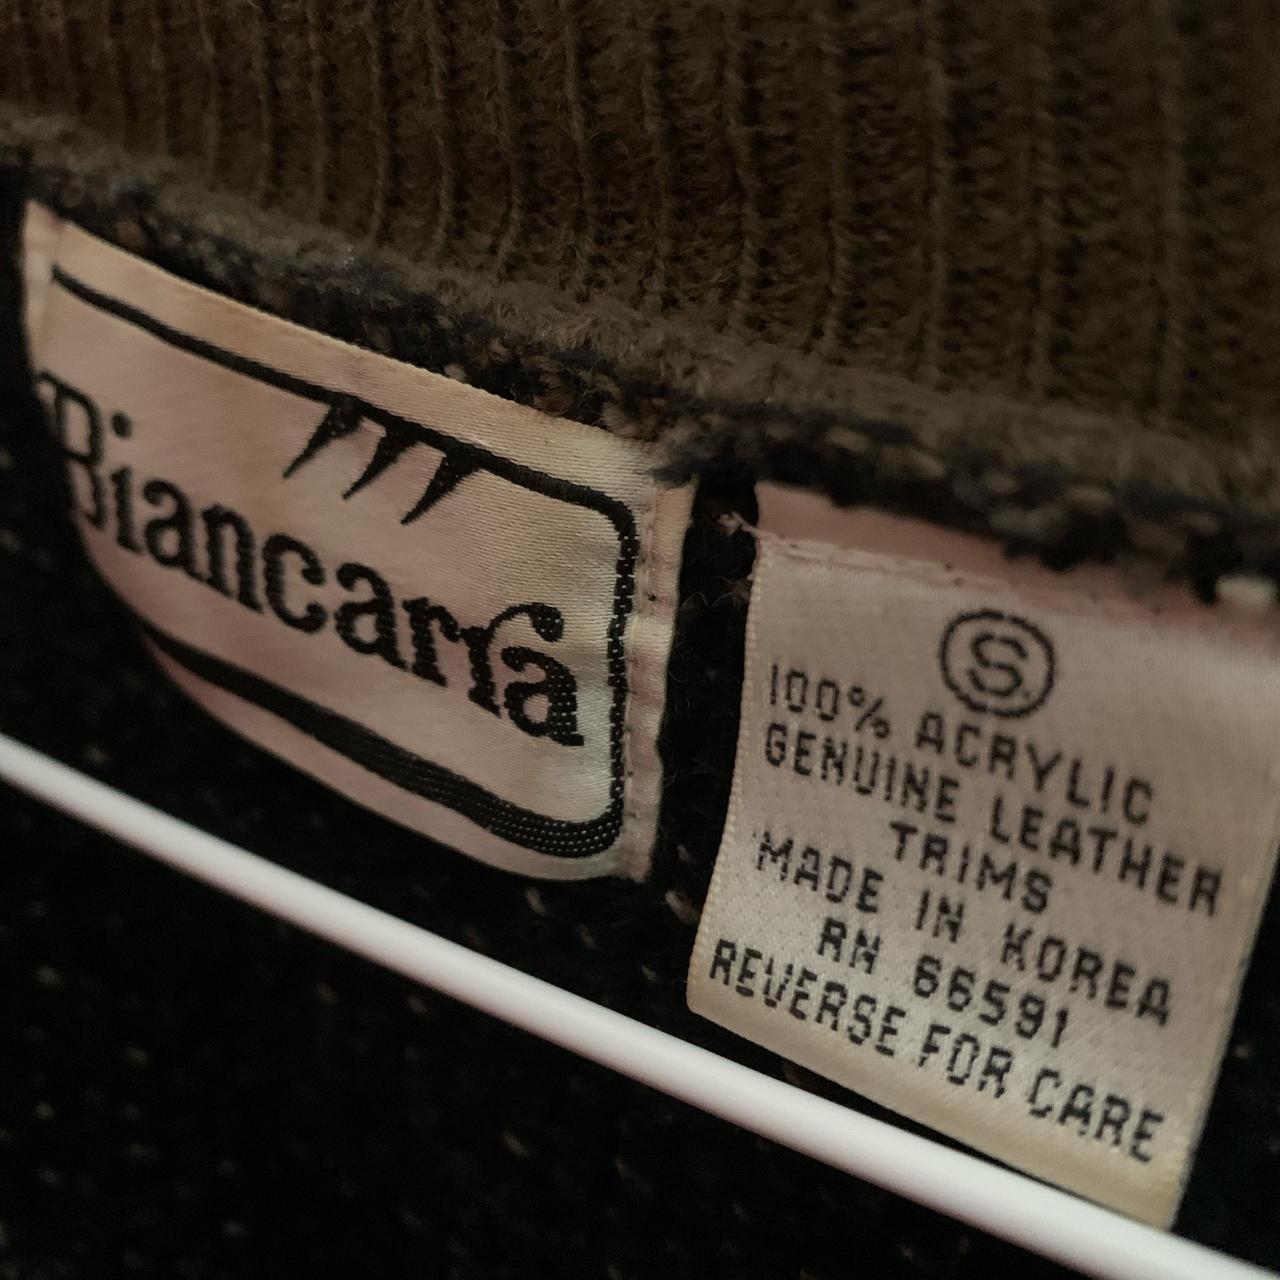 Biancarra
S
100% ACRYLIC
GENUINE LEATHER
TRIMS
MADE IN KOREA
RN 66591
REVERSE FOR CARE